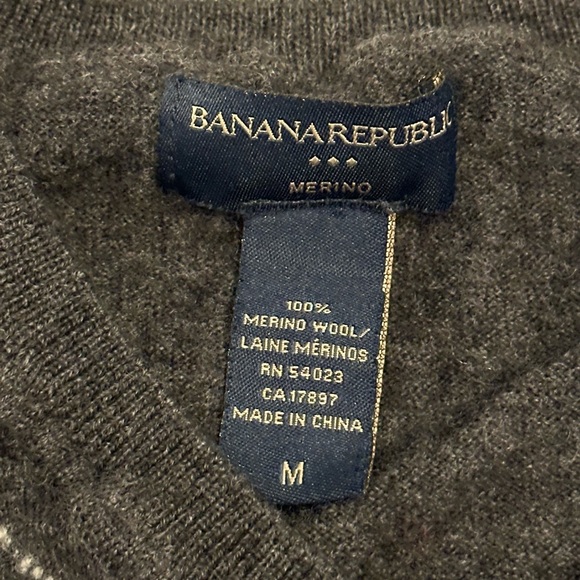 BANANA REPUBLIC
MERINO
100%
MERINO WOOL/
LAINE MÉRINOS
RN 54023
CA 17897
MADE IN CHINA
M